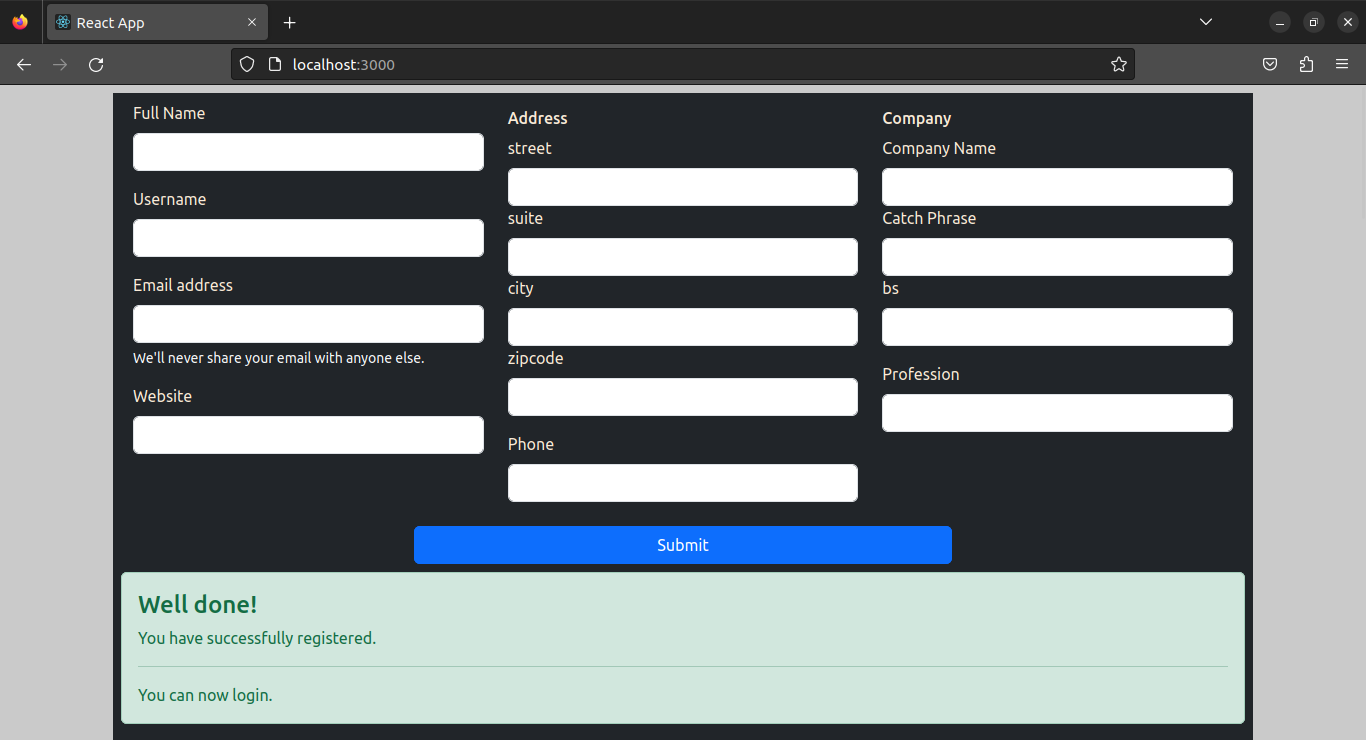 React App
localhost:3000
Full Name
Username
Email address
We'll never share your email with anyone else.
Website
Address
street
suite
city
zipcode
Phone
Company
Company Name
Catch Phrase
bs
Profession
Submit
Well done!
You have successfully registered.
You can now login.